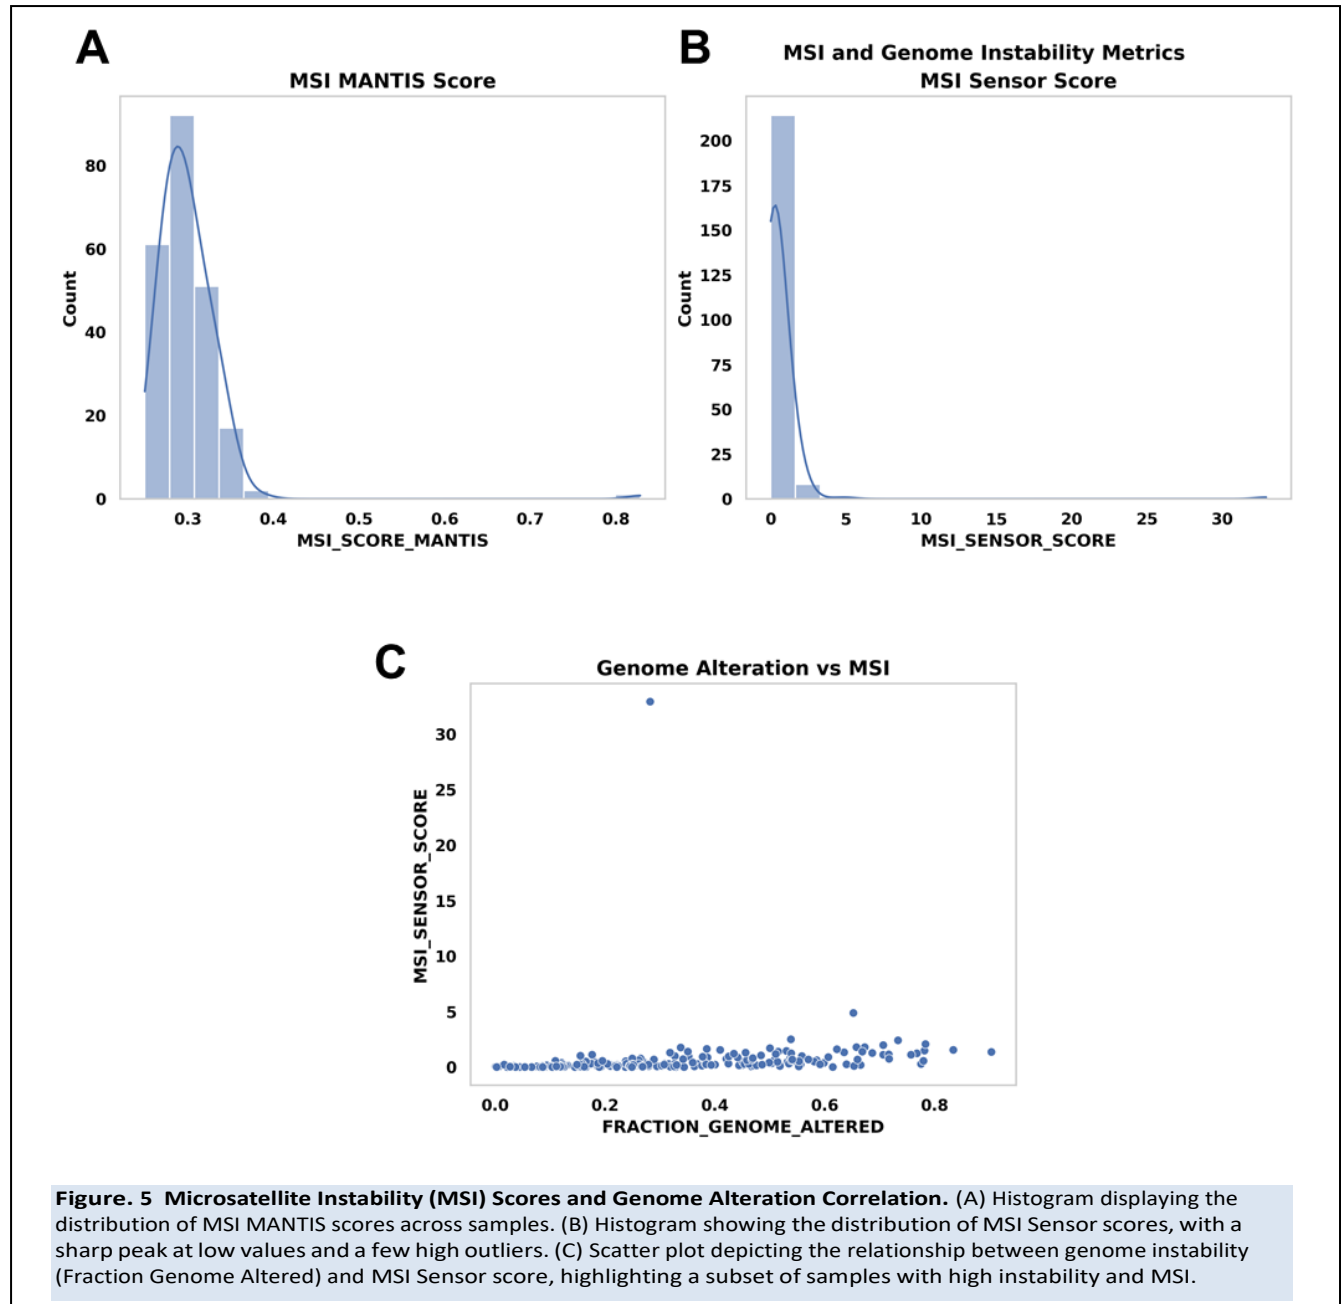 A
B
MSI and Genome Instability Metrics
MSI MANTIS Score
MSI Sensor Score
80
60
40
20
0
Count
0.3 0.4 0.5 0.6 0.7 0.8
MSI_SCORE_MANTIS
200
175
150
125
100
75
50
25
0
Count
0 5 10 15 20 25 30
MSI_SENSOR_SCORE
C
Genome Alteration vs MSI
30
25
20
15
10
5
0
MSI_SENSOR_SCORE
0.0 0.2 0.4 0.6 0.8
FRACTION_GENOME_ALTERED
Figure. 5 Microsatellite Instability (MSI) Scores and Genome Alteration Correlation. (A) Histogram displaying the
distribution of MSI MANTIS scores across samples. (B) Histogram showing the distribution of MSI Sensor scores, with a
sharp peak at low values and a few high outliers. (C) Scatter plot depicting the relationship between genome instability
(Fraction Genome Altered) and MSI Sensor score, highlighting a subset of samples with high instability and MSI.